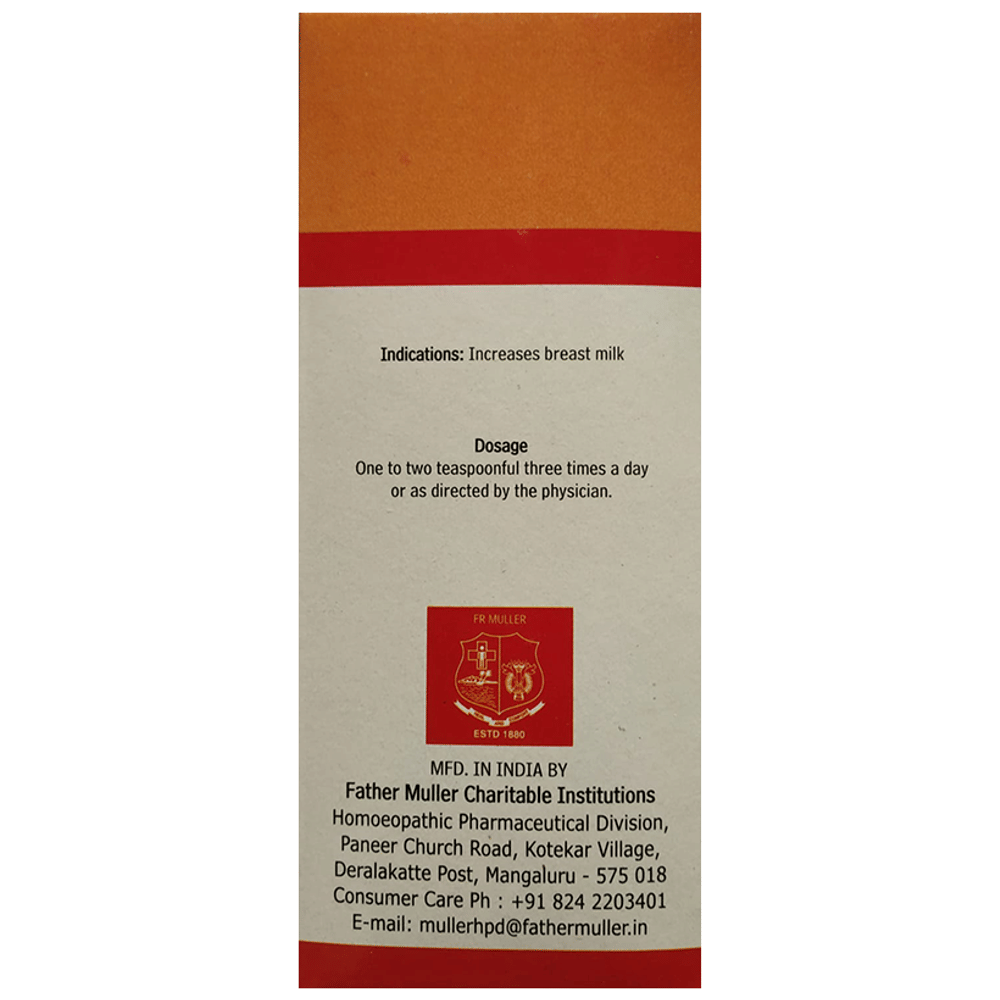 Indications: Increases breast milk
Dosage
One to two teaspoonful three times a day
or as directed by the physician.
FR MULLER
ESTD 1880
MFD. IN INDIA BY
Father Muller Charitable Institutions
Homoeopathic Pharmaceutical Division,
Paneer Church Road, Kotekar Village,
Deralakatte Post, Mangaluru - 575 018
Consumer Care Ph : +91 824 2203401
E-mail: mullerhpd@fathermuller.in